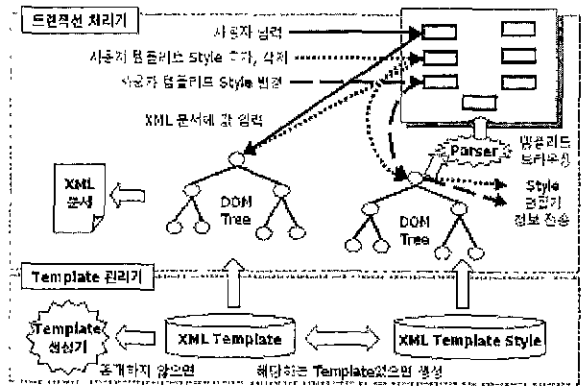 트랜잭션 처리기
사용자 입력
사용자 템플리트 Style 추가, 삭제
사용자 템플리트 Style 변경
XML 문서에 값 입력
Parser
템플리트
브라우징
XML
문서
DOM
Tree
DOM
Tree
Style
편집기
정보 전송
Template 관리기
Template
생성기
XML Template
XML Template Style
존재하지 않으면
해당하는 Template없으면 생성